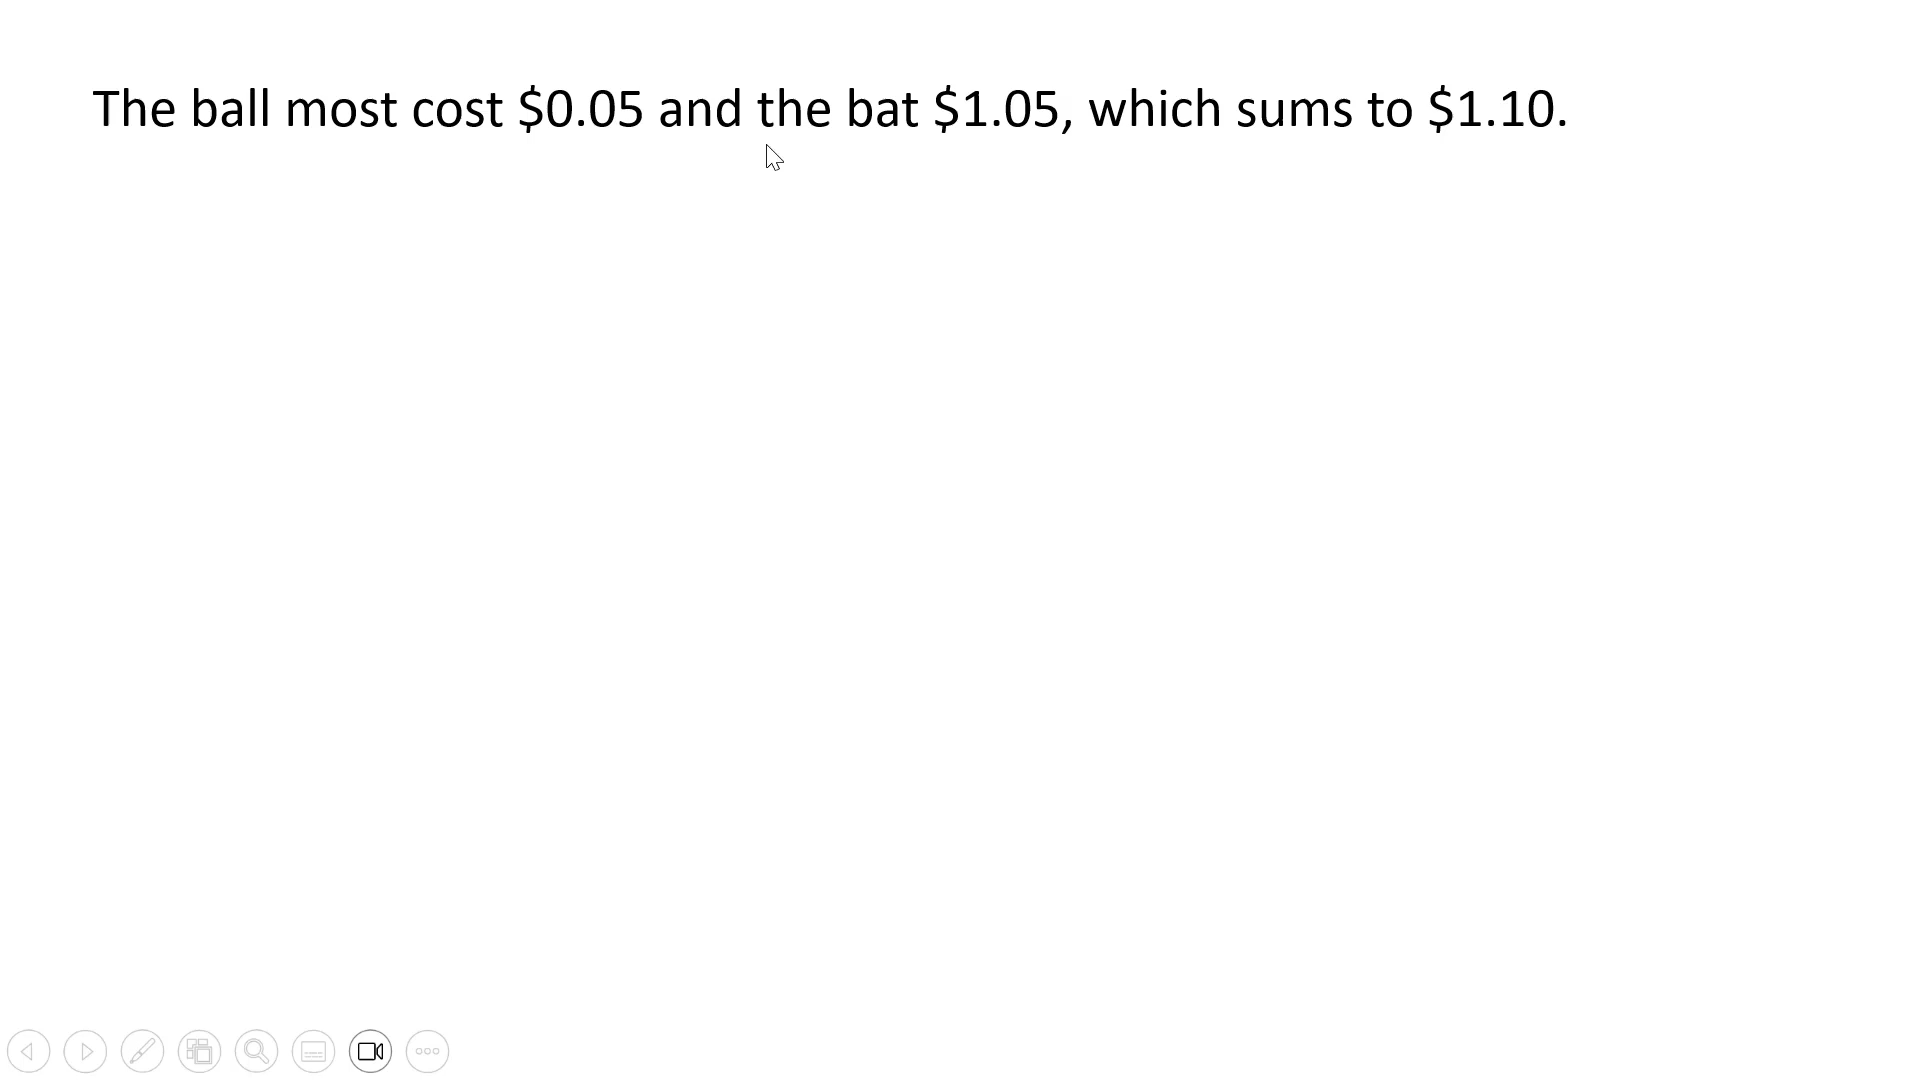 The ball most cost $0.05 and the bat $1.05, which sums to $1.10.